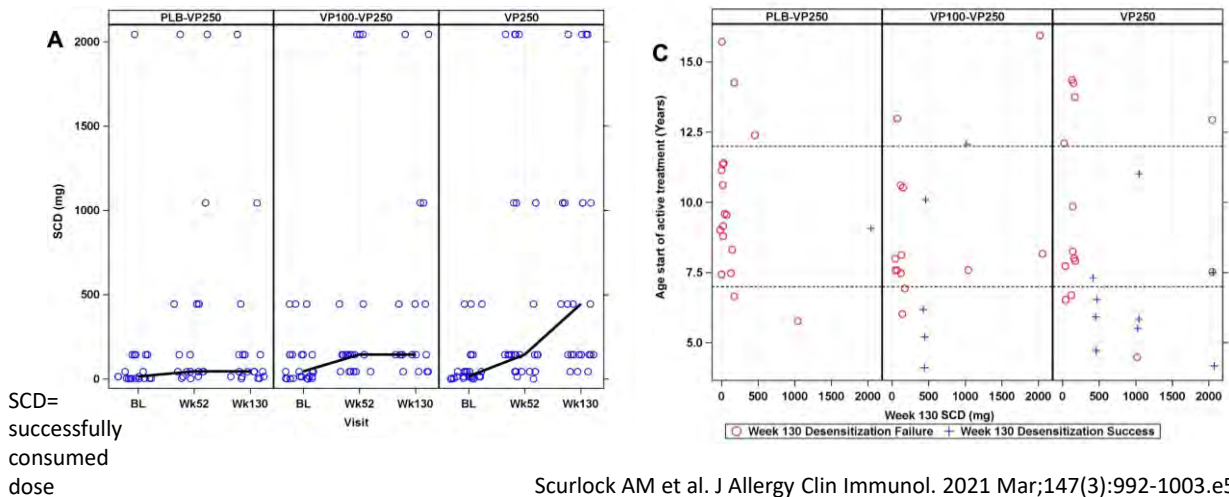 PLB-VP250 VP100-VP250 VP250
A
2000
1500
1000
500
0
SCD (mg)
BL Wk52 Wk130 BL Wk52 Wk130 BL Wk52 Wk130
Visit
SCD=
successfully
consumed
dose
PLB-VP250 VP100-VP250 VP250
C
15.0
12.5
10.0
7.5
5.0
Age start of active treatment (Years)
0 500 1000 1500 2000 0 500 1000 1500 2000 0 500 1000 1500 2000
Week 130 SCD (mg)
Week 130 Desensitization Failure Week 130 Desensitization Success
Scurlock AM et al. J Allergy Clin Immunol. 2021 Mar;147(3):992-1003.e5